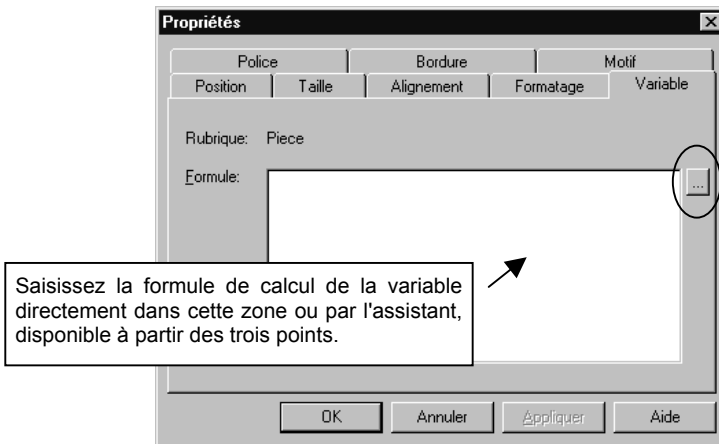 Propriétés
Police Bordure Motif
Position Taille Alignement Formatage Variable
Rubrique: Piece
Formule:
...
Saisissez la formule de calcul de la variable
directement dans cette zone ou par l'assistant,
disponible à partir des trois points.
OK Annuler Appliquer Aide